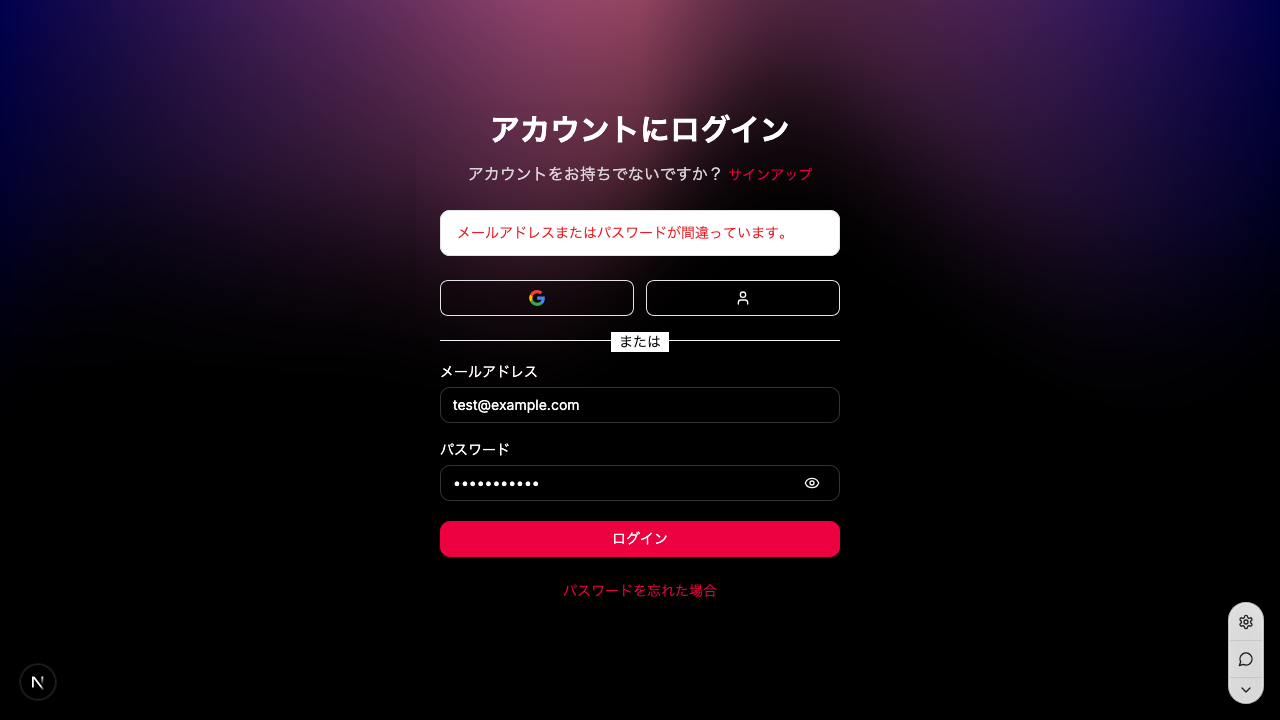 アカウントにログイン
アカウントをお持ちでないですか？ サインアップ
メールアドレスまたはパスワードが間違っています。
または
メールアドレス
test@example.com
パスワード
•••••••••••
ログイン
パスワードを忘れた場合
N